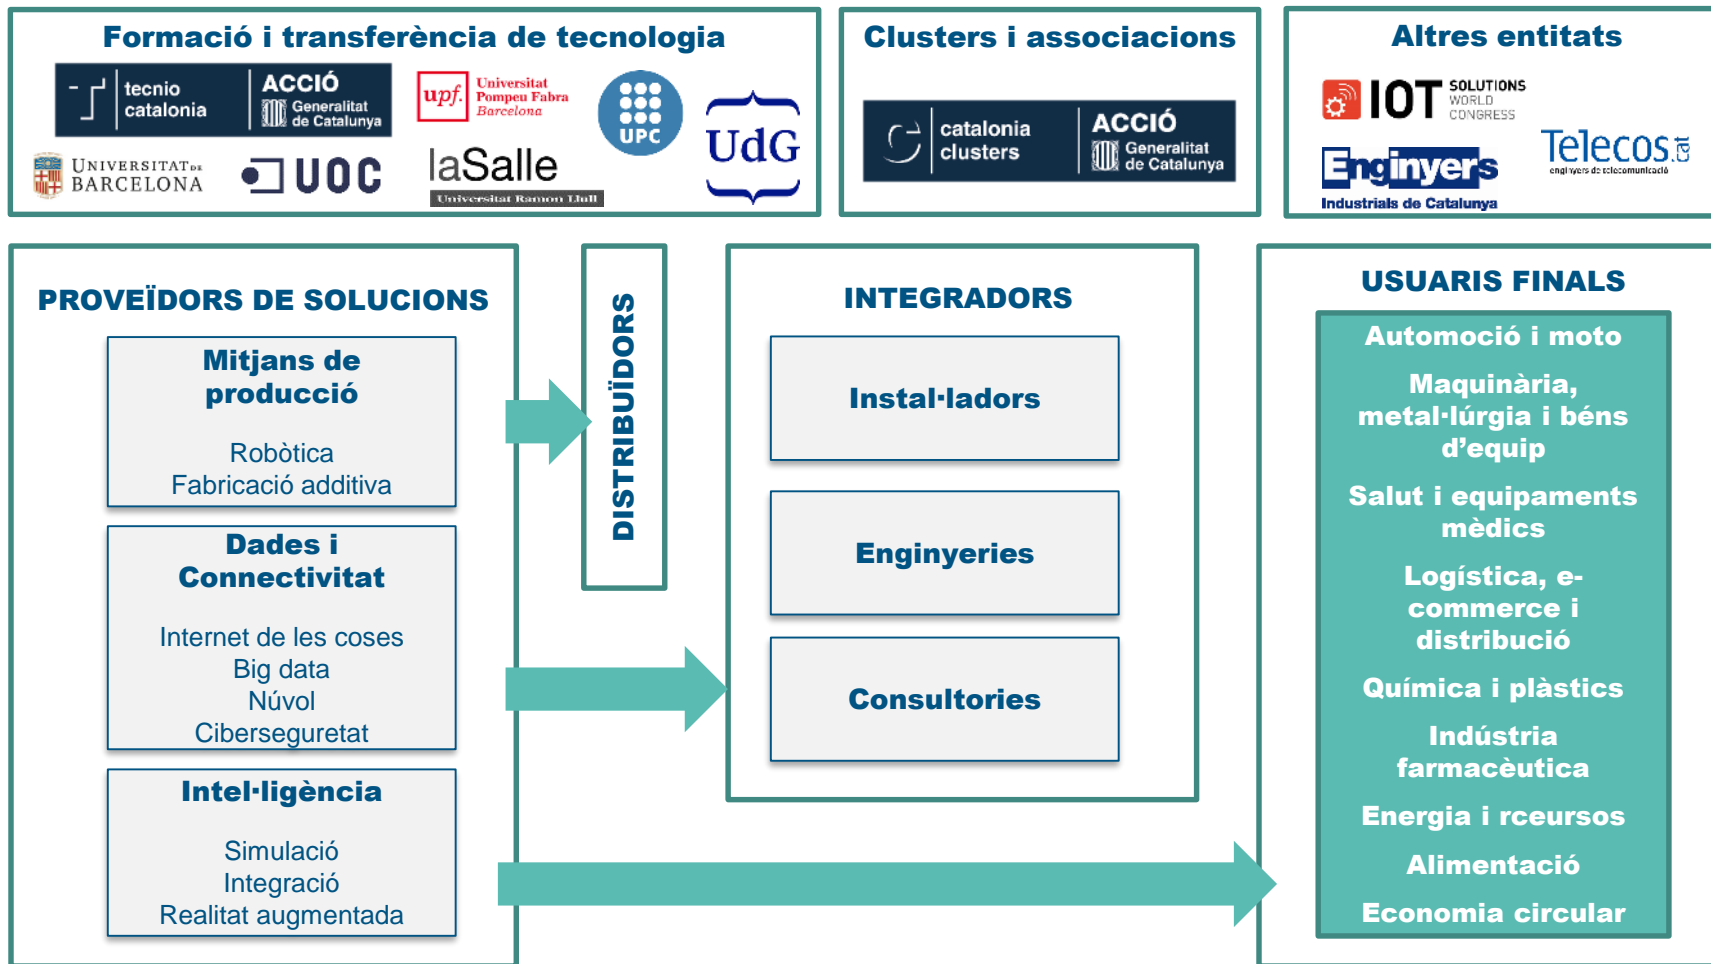 Formació i transferència de tecnologia
tecnio
catalonia
ACCIÓ
Generalitat
de Catalunya
upf.
Universitat
Pompeu Fabra
Barcelona
UPC
UdG
UNIVERSITAT DE
BARCELONA
UOC
laSalle
Universitat Ramon Llull
Clusters i associacions
catalonia
clusters
ACCIÓ
Generalitat
de Catalunya
Altres entitats
IOT
SOLUTIONS
WORLD
CONGRESS
Enginyers
Industrials de Catalunya
Telecos.cat
enginyers de telecomunicació
PROVEÏDORS DE SOLUCIONS
Mitjans de
producció
Robòtica
Fabricació additiva
Dades i
Connectivitat
Internet de les coses
Big data
Núvol
Ciberseguretat
Intel·ligència
Simulació
Integració
Realitat augmentada
DISTRIBUÏDORS
INTEGRADORS
Instal·ladors
Enginyeries
Consultories
USUARIS FINALS
Automoció i moto
Maquinària,
metal·lúrgia i béns
d’equip
Salut i equipaments
mèdics
Logística, e-
commerce i
distribució
Química i plàstics
Indústria
farmacèutica
Energia i rceursos
Alimentació
Economia circular